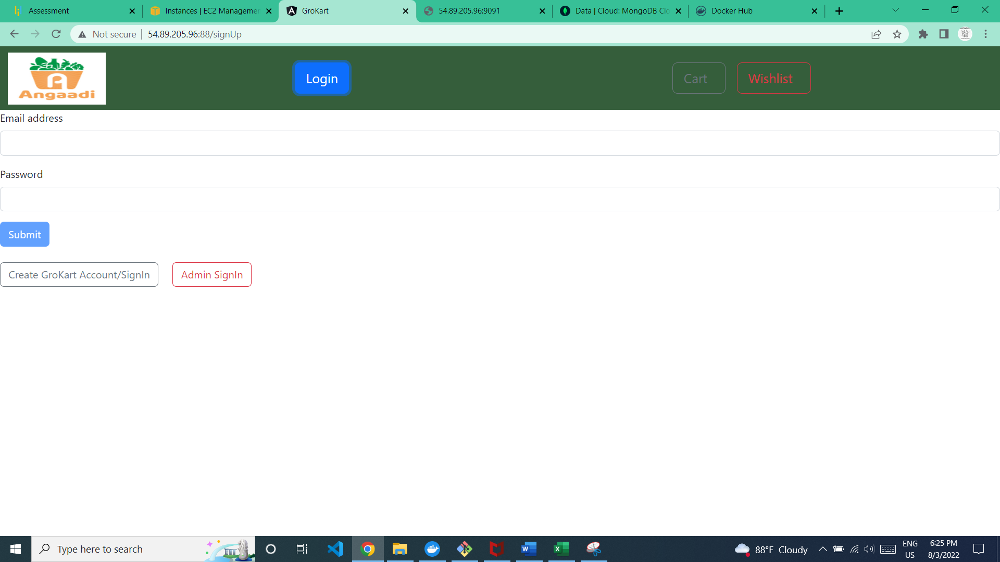 Assessment
Instances | EC2 Managemen
GroKart
54.89.205.96:9091
Data | Cloud: MongoDB Clo
Docker Hub
Not secure | 54.89.205.96:88/signUp
Angaadi
Login
Cart
Wishlist
Email address
Password
Submit
Create GroKart Account/SignIn
Admin SignIn
Type here to search
88°F Cloudy
ENG
US
6:25 PM
8/3/2022